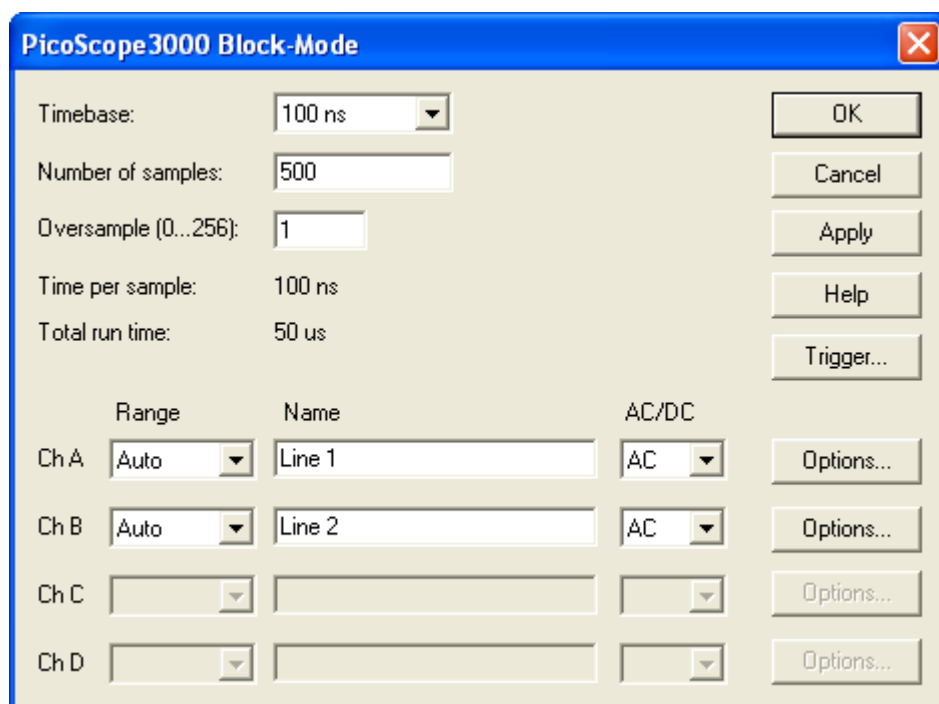 PicoScope3000 Block-Mode
Timebase: 100 ns OK
Number of samples: 500 Cancel
Oversample (0...256): 1 Apply
Time per sample: 100 ns Help
Total run time: 50 us
Trigger...
Range Name AC/DC
Ch A Auto Line 1 AC Options...
Ch B Auto Line 2 AC Options...
Ch C Options...
Ch D Options...